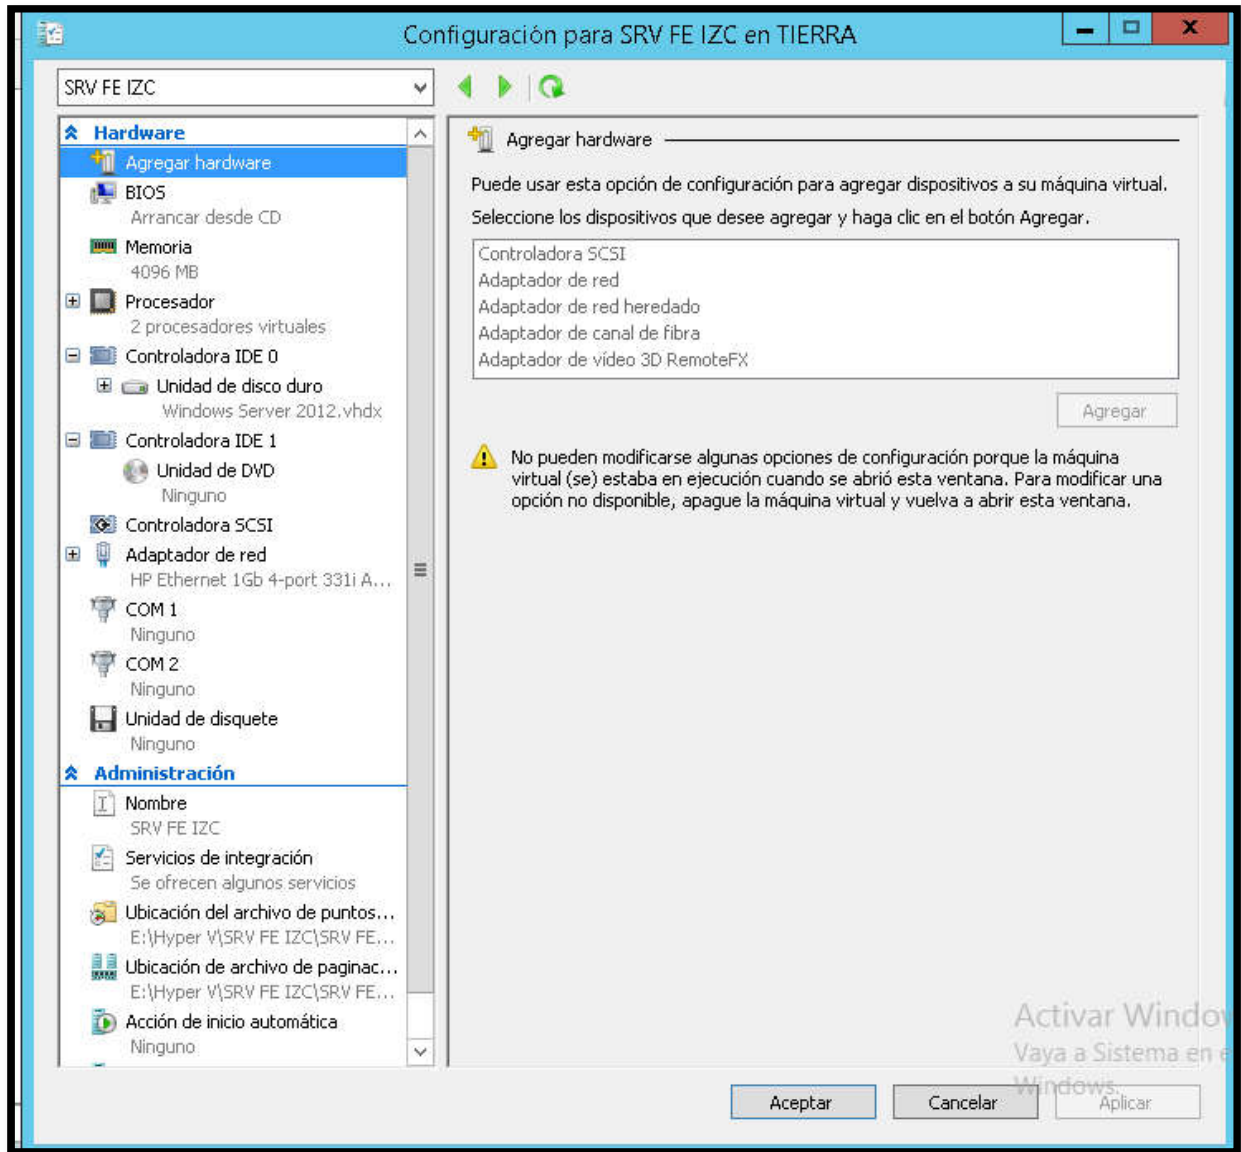 Configuración para SRV FE IZC en TIERRA
SRV FE IZC
Hardware
Agregar hardware
BIOS
Arrancar desde CD
Memoria
4096 MB
Procesador
2 procesadores virtuales
Controladora IDE 0
Unidad de disco duro
Windows Server 2012.vhdx
Controladora IDE 1
Unidad de DVD
Ninguno
Controladora SCSI
Adaptador de red
HP Ethernet 1Gb 4-port 331i A...
COM 1
Ninguno
COM 2
Ninguno
Unidad de disquete
Ninguno
Administración
Nombre
SRV FE IZC
Servicios de integración
Se ofrecen algunos servicios
Ubicación del archivo de puntos...
E:\Hyper V\SRV FE IZC\SRV FE...
Ubicación de archivo de paginac...
E:\Hyper V\SRV FE IZC\SRV FE...
Acción de inicio automática
Ninguno
Agregar hardware
Puede usar esta opción de configuración para agregar dispositivos a su máquina virtual.
Seleccione los dispositivos que desee agregar y haga clic en el botón Agregar.
Controladora SCSI
Adaptador de red
Adaptador de red heredado
Adaptador de canal de fibra
Adaptador de vídeo 3D RemoteFX
Agregar
No pueden modificarse algunas opciones de configuración porque la máquina
virtual (se) estaba en ejecución cuando se abrió esta ventana. Para modificar una
opción no disponible, apague la máquina virtual y vuelva a abrir esta ventana.
Activar Window
Vaya a Sistema en e
Windows.
Aceptar
Cancelar
Aplicar